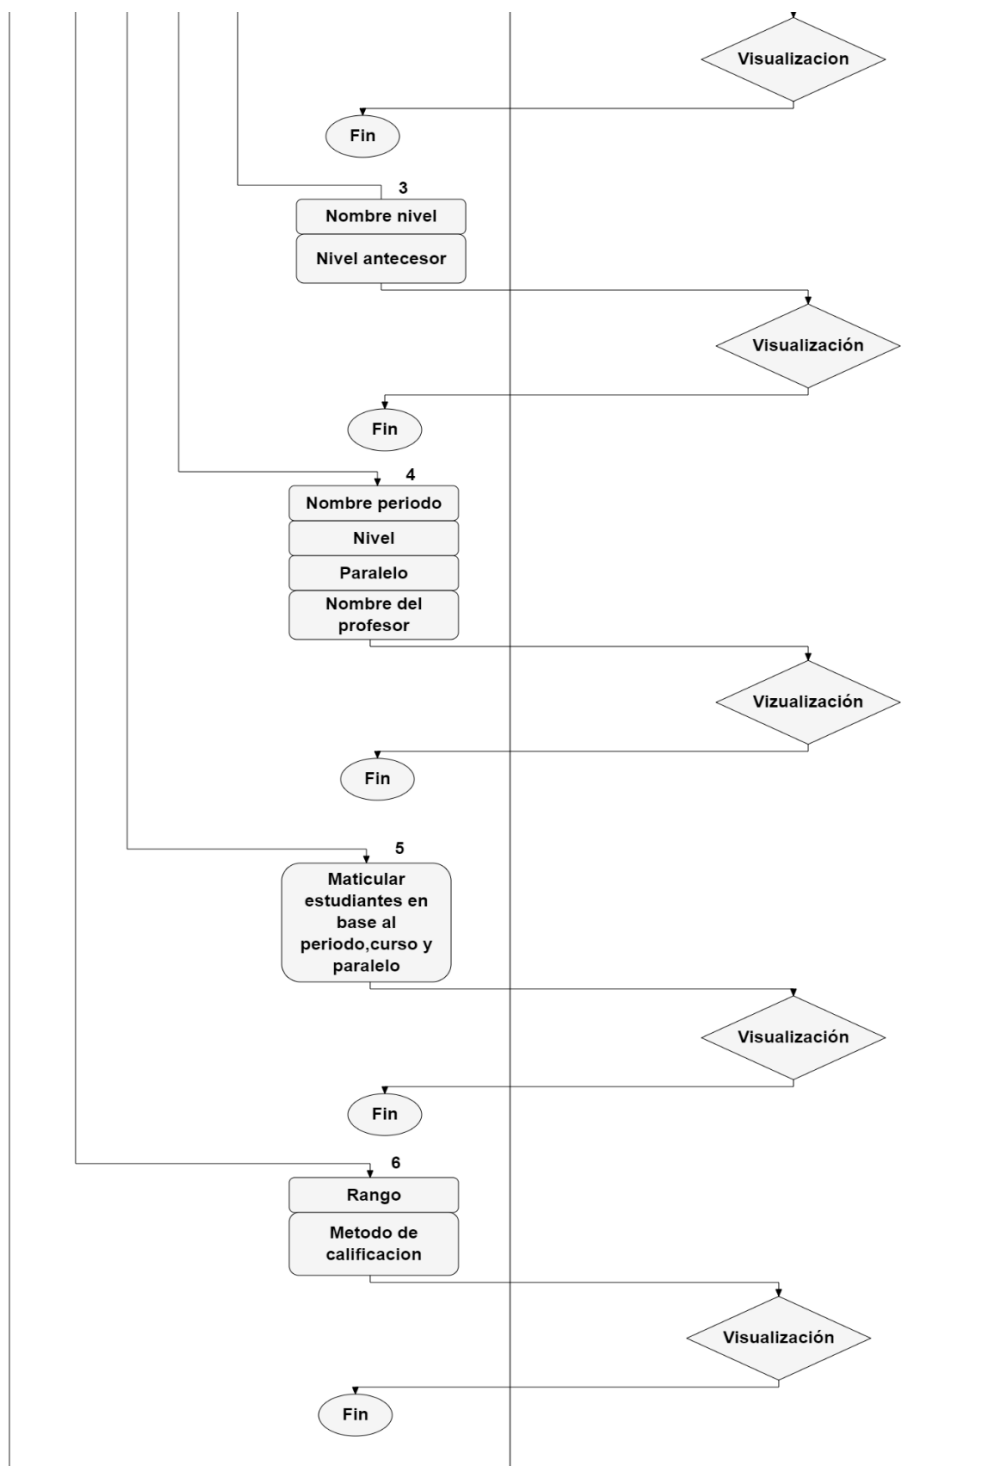 Visualizacion
Fin
3
Nombre nivel
Nivel antecesor
Visualización
Fin
4
Nombre periodo
Nivel
Paralelo
Nombre del
profesor
Vizualización
Fin
5
Maticular
estudiantes en
base al
periodo,curso y
paralelo
Visualización
Fin
6
Rango
Metodo de
calificacion
Visualización
Fin